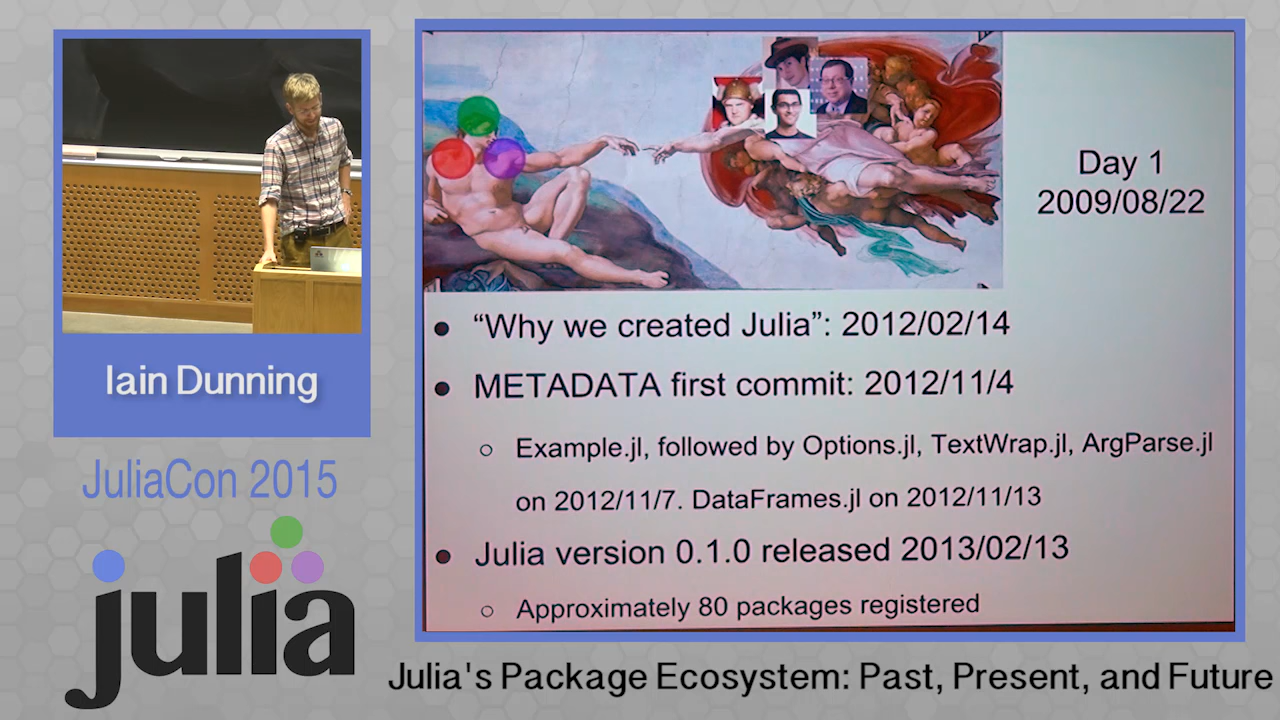 Day 1
2009/08/22
● “Why we created Julia”: 2012/02/14
● METADATA first commit: 2012/11/4
○ Example.jl, followed by Options.jl, TextWrap.jl, ArgParse.jl
on 2012/11/7. DataFrames.jl on 2012/11/13
● Julia version 0.1.0 released 2013/02/13
○ Approximately 80 packages registered
Iain Dunning
JuliaCon 2015
julia
Julia's Package Ecosystem: Past, Present, and Future